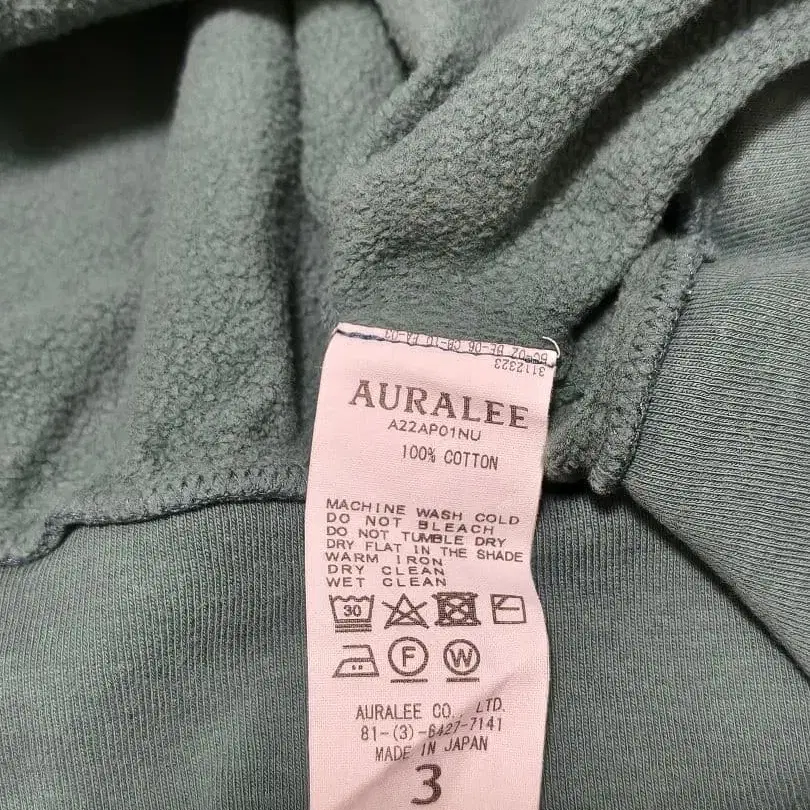 AURALEE
A22AP01NU
100% COTTON
MACHINE WASH COLD
DO NOT BLEACH
DO NOT TUMBLE DRY
DRY FLAT IN THE SHADE
WARM IRON
DRY CLEAN
WET CLEAN
30
F W
AURALEE CO. LTD.
81-(3)-6427-7141
MADE IN JAPAN
3
3112323